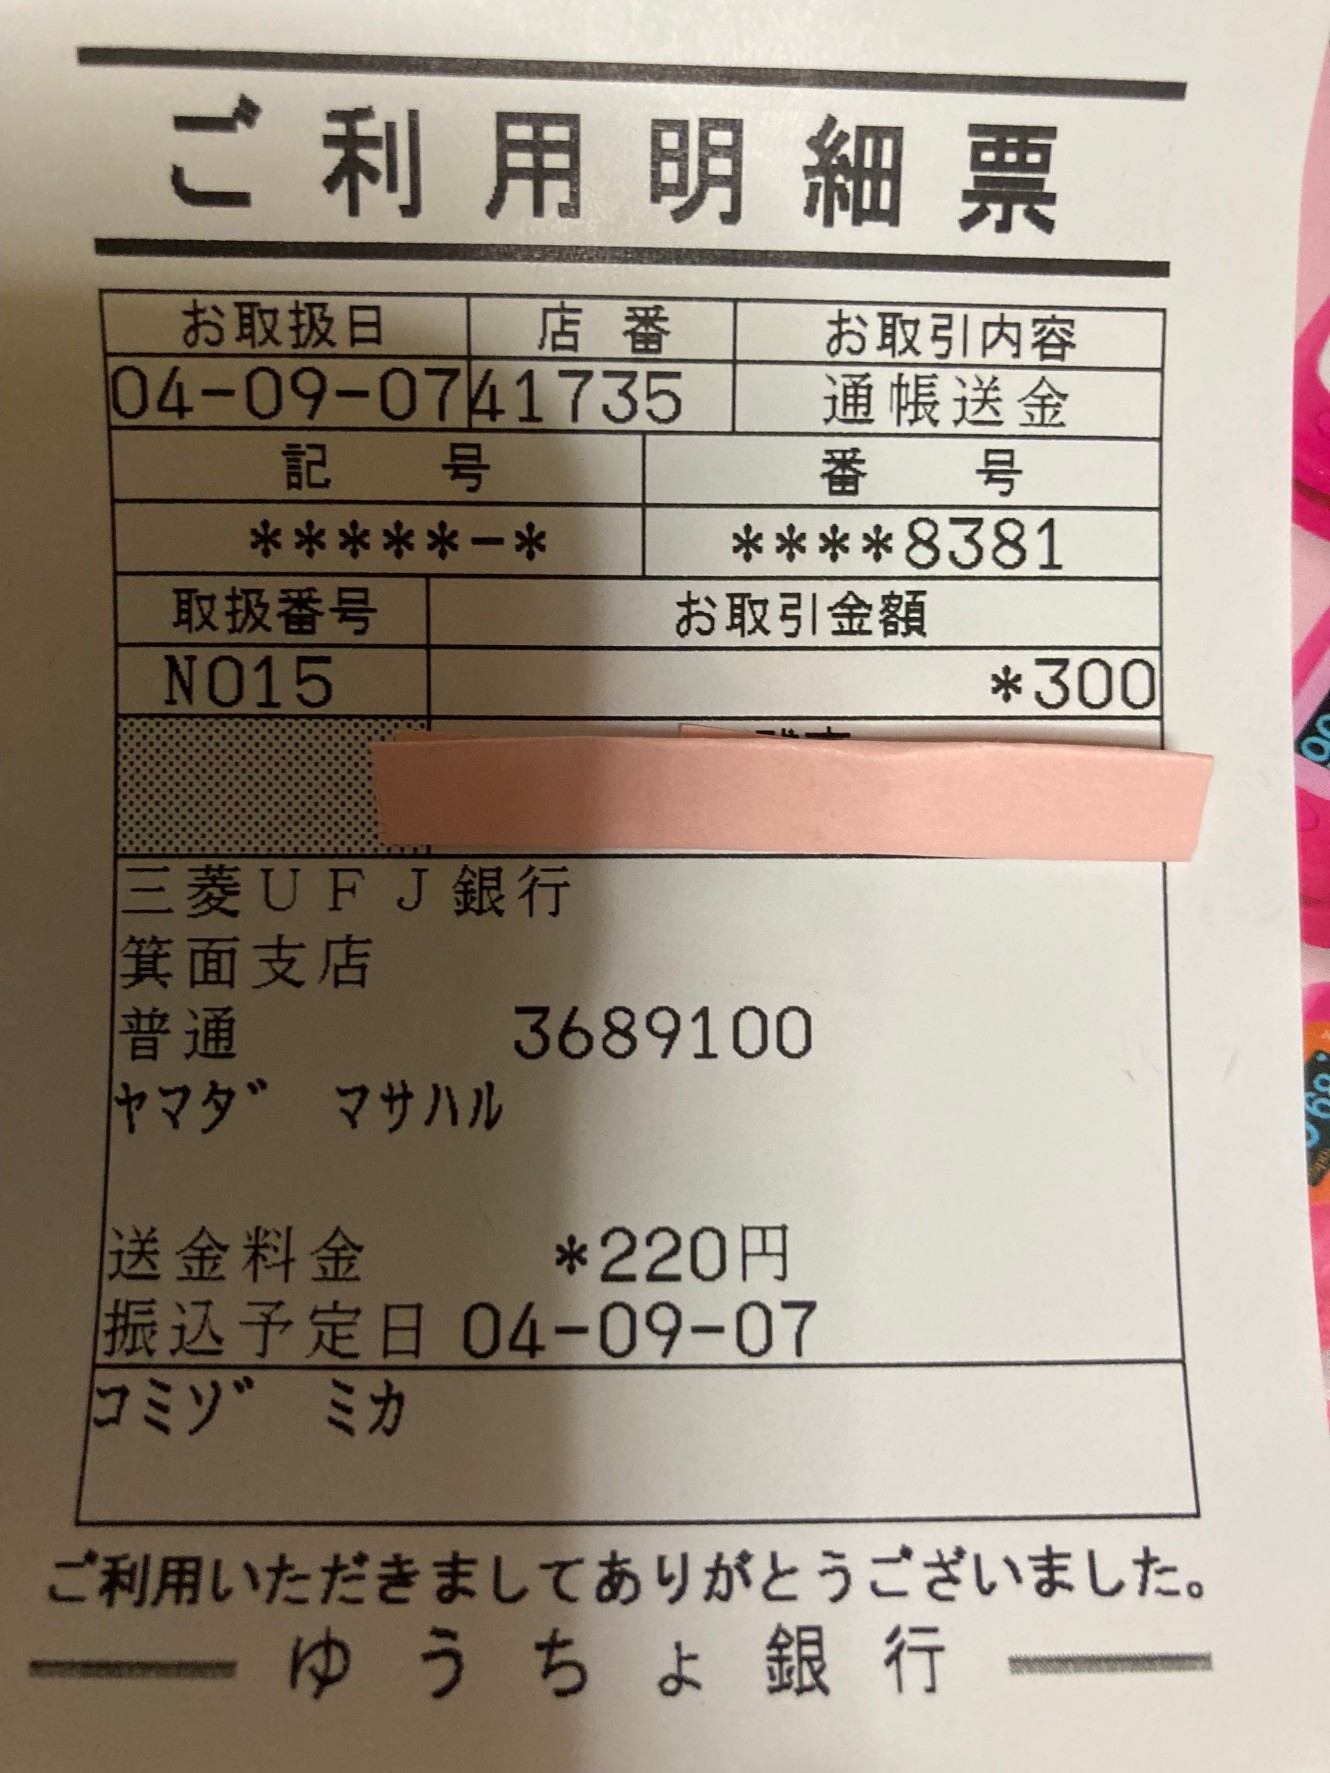 ご利用明細票
お取扱日 店番 お取引内容
04-09-07 41735 通帳送金
記号 番号
*****-* ****8381
取扱番号 お取引金額
N015 *300
三菱ＵＦＪ銀行
箕面支店
普通 3689100
ﾔﾏﾀﾞ ﾏｻﾊﾙ
送金料金 *220円
振込予定日 04-09-07
ｺﾐｿﾞ ﾐｶ
ご利用いただきましてありがとうございました。
ゆうちょ銀行